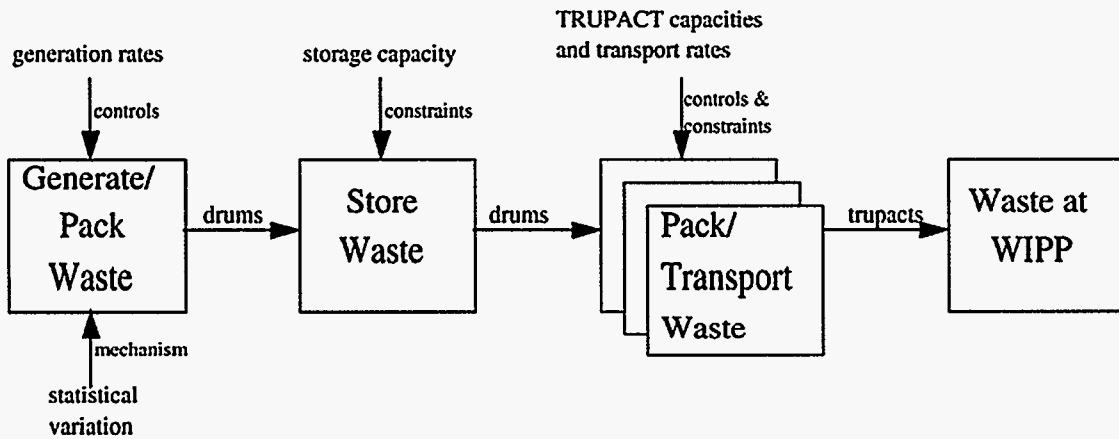 TRUPACT capacities
and transport rates
generation rates
storage capacity
controls
constraints
controls &
constraints
Generate/
Pack
Waste
drums
Store
Waste
drums
Pack/
Transport
Waste
trupacts
Waste at
WIPP
mechanism
statistical
variation